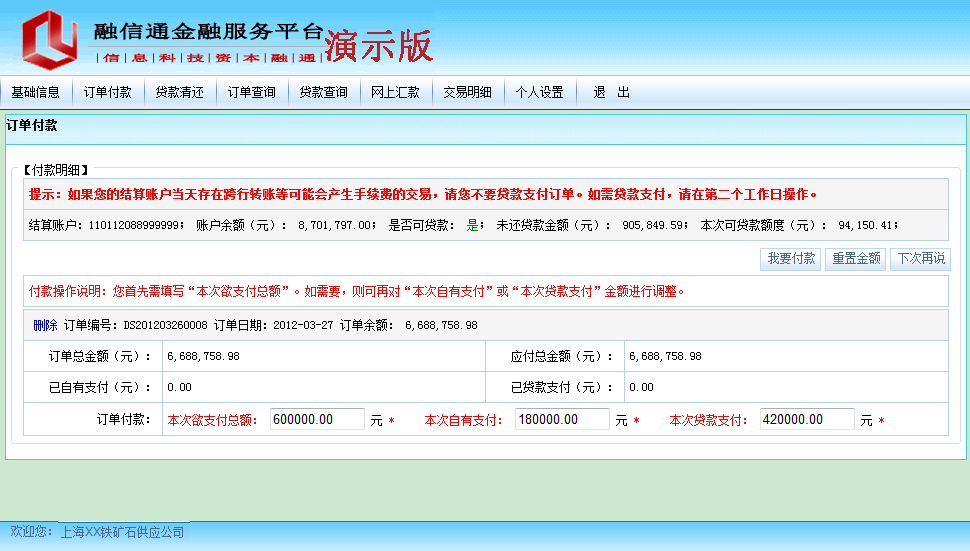 融信通金融服务平台
信息科技资本融通
演示版
基础信息 订单付款 贷款清还 订单查询 贷款查询 网上汇款 交易明细 个人设置 退 出
订单付款
【付款明细】
提示：如果您的结算账户当天存在跨行转账等可能会产生手续费的交易，请您不要贷款支付订单。如需贷款支付，请在第二个工作日操作。
结算账户：110112088999999； 账户余额（元）： 8,701,797.00； 是否可贷款： 是； 未还贷款金额（元）： 905,849.59； 本次可贷款额度（元）： 94,150.41；
我要付款 重置金额 下次再说
付款操作说明：您首先需填写“本次欲支付总额”。如需要，则可再对“本次自有支付”或“本次贷款支付”金额进行调整。
删除 订单编号：DS201203260008 订单日期：2012-03-27 订单余额： 6,688,758.98
订单总金额（元）： 6,688,758.98 应付总金额（元）： 6,688,758.98
已自有支付（元）： 0.00 已贷款支付（元）： 0.00
订单付款： 本次欲支付总额： 600000.00 元 * 本次自有支付： 180000.00 元 * 本次贷款支付： 420000.00 元 *
欢迎您： 上海XX铁矿石供应公司